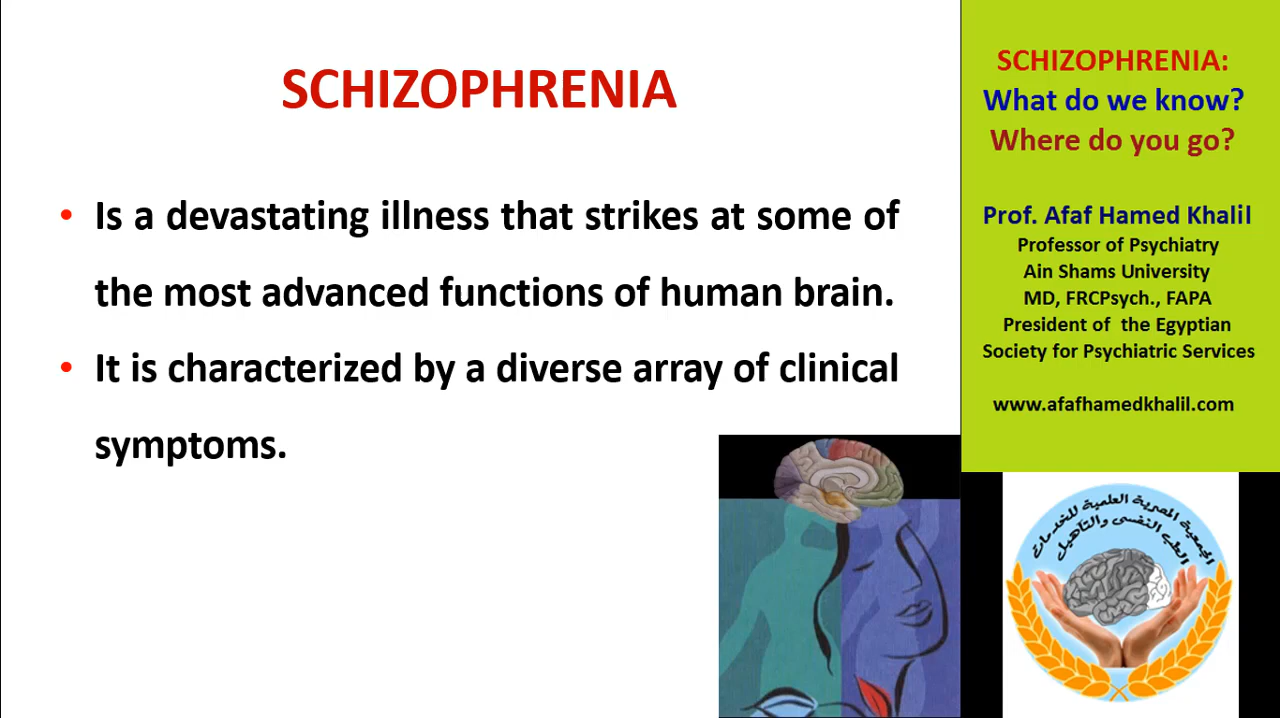 SCHIZOPHRENIA
• Is a devastating illness that strikes at some of
the most advanced functions of human brain.
• It is characterized by a diverse array of clinical
symptoms.
SCHIZOPHRENIA:
What do we know?
Where do you go?
Prof. Afaf Hamed Khalil
Professor of Psychiatry
Ain Shams University
MD, FRCPsych., FAPA
President of the Egyptian
Society for Psychiatric Services
www.afafhamedkhalil.com
الجمعية المصرية العلمية للخدمات
الطب النفسى والتأهيل